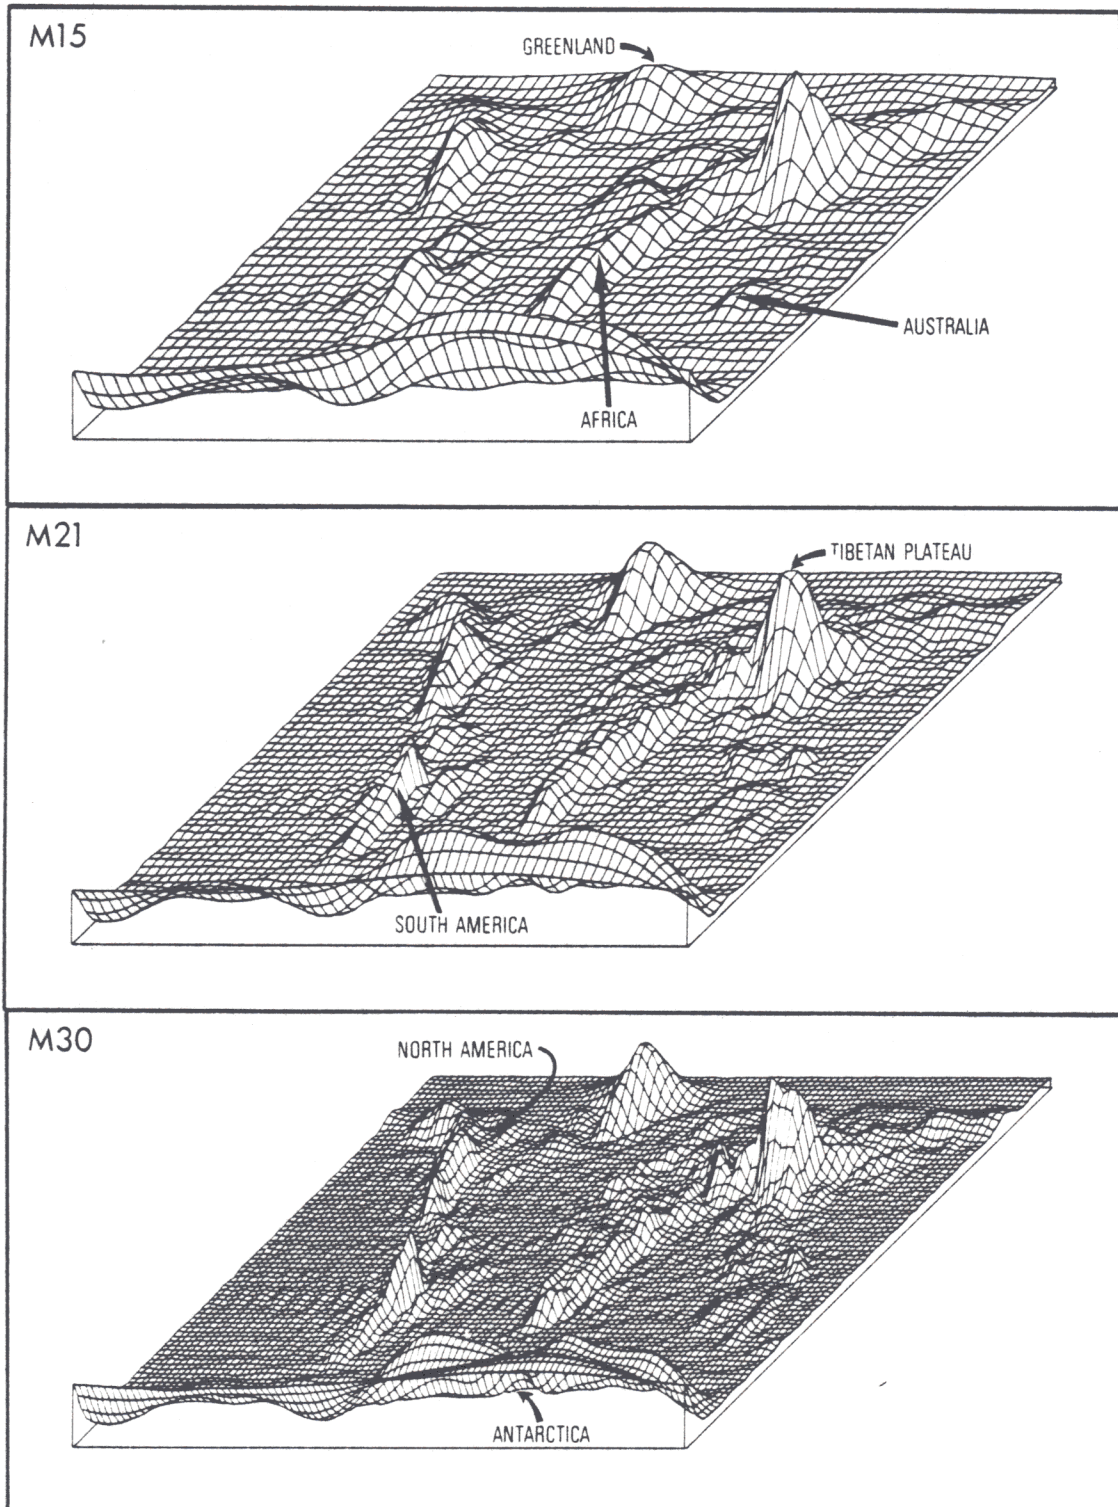 M15
GREENLAND
AUSTRALIA
AFRICA
M21
TIBETAN PLATEAU
SOUTH AMERICA
M30
NORTH AMERICA
ANTARCTICA